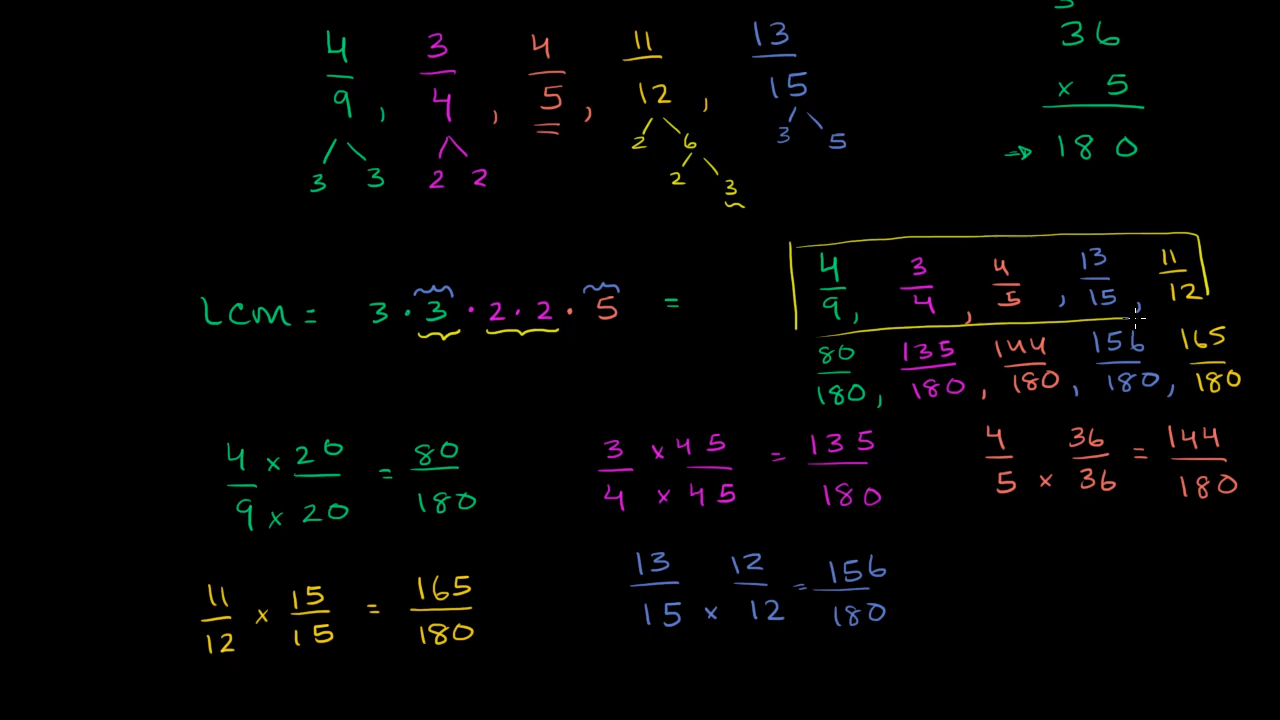 4/9, 3/4, 4/5, 11/12, 13/15
3 3
2 2
2 6
2 3
3 5
36
× 5
→ 180
LCM = 3 · 3 · 2 · 2 · 5 =
4/9, 3/4, 4/5, 13/15, 11/12
80/180, 135/180, 144/180, 156/180, 165/180
4/9 × 20/20 = 80/180
3/4 × 45/45 = 135/180
4/5 × 36/36 = 144/180
11/12 × 15/15 = 165/180
13/15 × 12/12 = 156/180